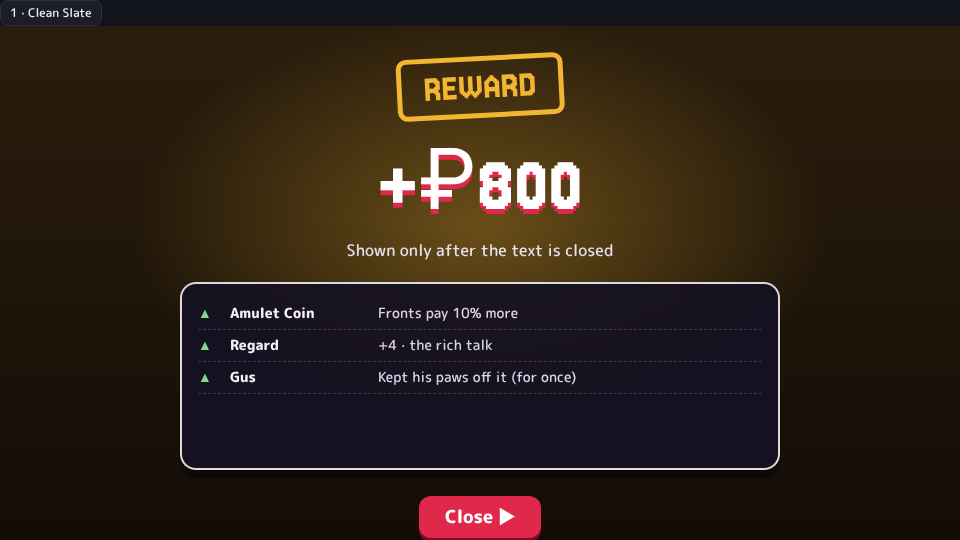 1 · Clean Slate
REWARD
+₽800
Shown only after the text is closed
▲ Amulet Coin Fronts pay 10% more
▲ Regard +4 · the rich talk
▲ Gus Kept his paws off it (for once)
Close ▶